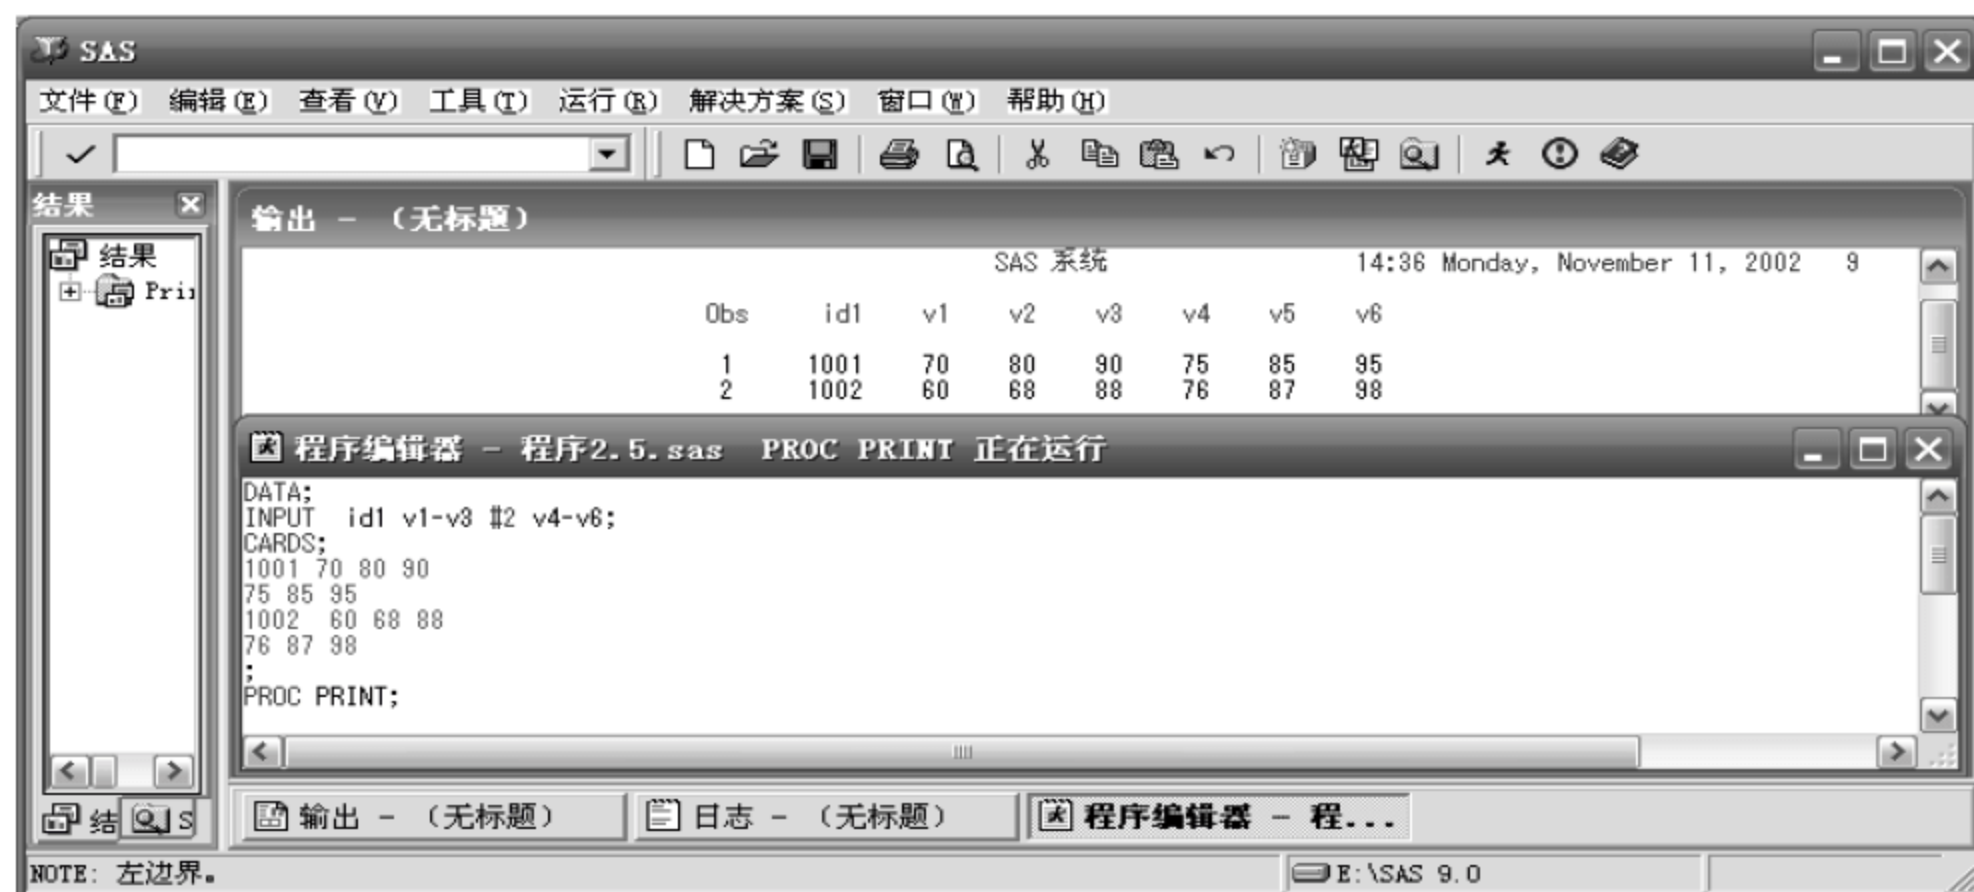 SAS
文件(F) 编辑(E) 查看(V) 工具(T) 运行(R) 解决方案(S) 窗口(W) 帮助(H)
结果
结果
输出 - （无标题）
SAS 系统 14:36 Monday, November 11, 2002 9
Obs id1 v1 v2 v3 v4 v5 v6
1 1001 70 80 90 75 85 95
2 1002 60 68 88 76 87 98
程序编辑器 - 程序2.5.sas PROC PRINT 正在运行
DATA;
INPUT id1 v1-v3 #2 v4-v6;
CARDS;
1001 70 80 90
75 85 95
1002 60 68 88
76 87 98
;
PROC PRINT;
结 S
输出 - （无标题） 日志 - （无标题） 程序编辑器 - 程...
NOTE: 左边界。 E:\SAS 9.0